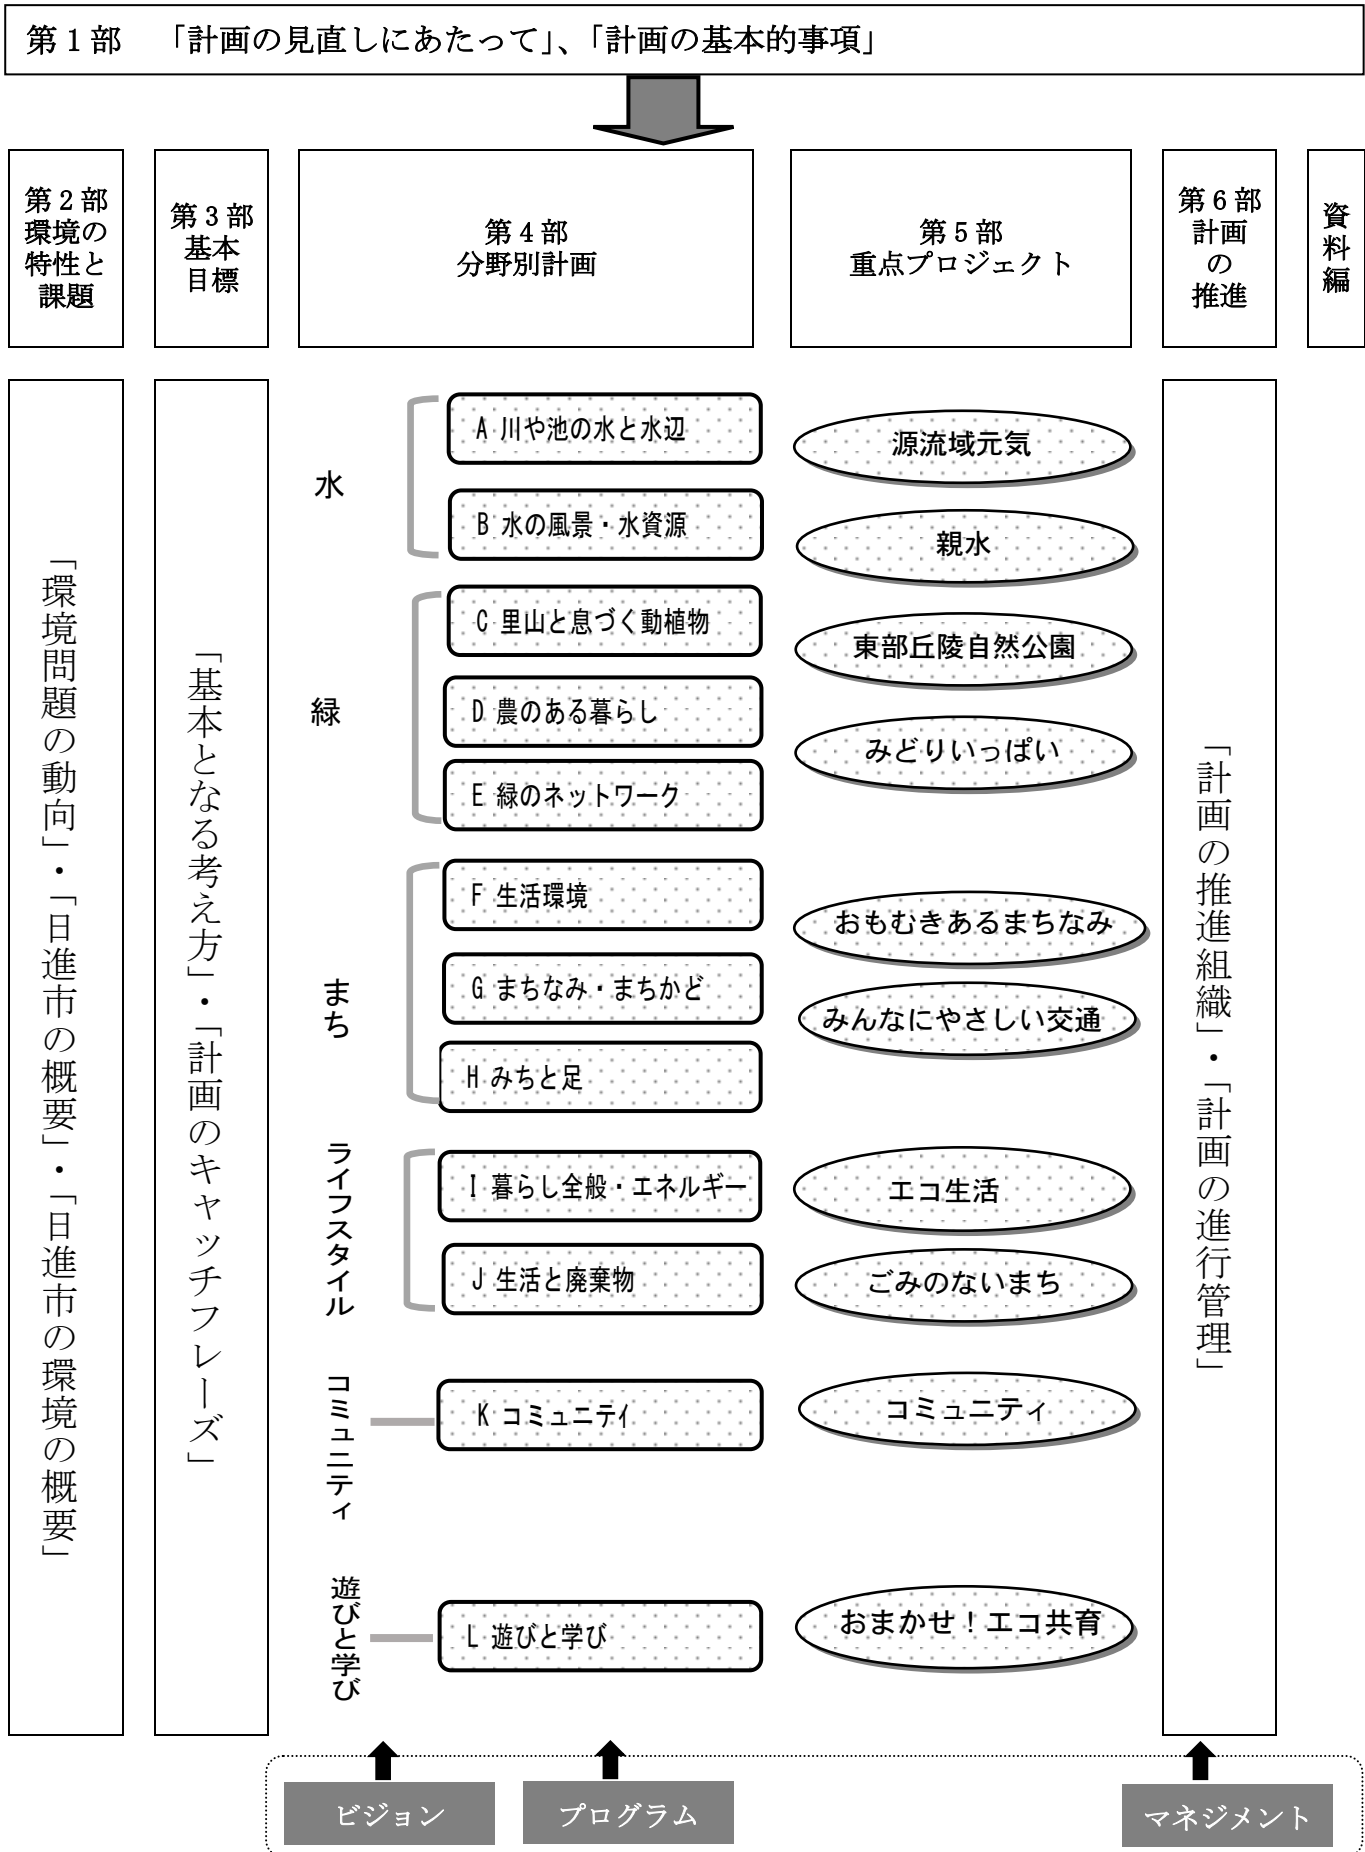 第1部 「計画の見直しにあたって」、「計画の基本的事項」
第2部
環境の
特性と
課題
第3部
基本
目標
第4部
分野別計画
第5部
重点プロジェクト
第6部
計画
の
推進
資料編
「環境問題の動向」・「日進市の概要」・「日進市の環境の概要」
「基本となる考え方」・「計画のキャッチフレーズ」
水
A 川や池の水と水辺
B 水の風景・水資源
緑
C 里山と息づく動植物
D 農のある暮らし
E 緑のネットワーク
まち
F 生活環境
G まちなみ・まちかど
H みちと足
ライフスタイル
I 暮らし全般・エネルギー
J 生活と廃棄物
コミュニティ
K コミュニティ
遊びと学び
L 遊びと学び
源流域元気
親水
東部丘陵自然公園
みどりいっぱい
おもむきあるまちなみ
みんなにやさしい交通
エコ生活
ごみのないまち
コミュニティ
おまかせ！エコ共育
「計画の推進組織」・「計画の進行管理」
ビジョン
プログラム
マネジメント